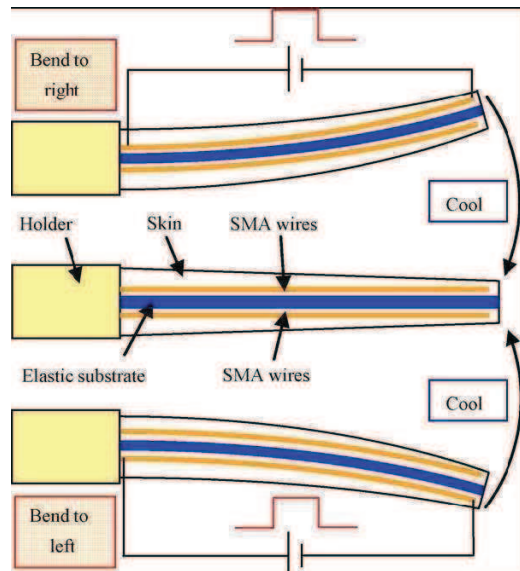 Bend to
right
Cool
Holder
Skin
SMA wires
Elastic substrate
SMA wires
Cool
Bend to
left